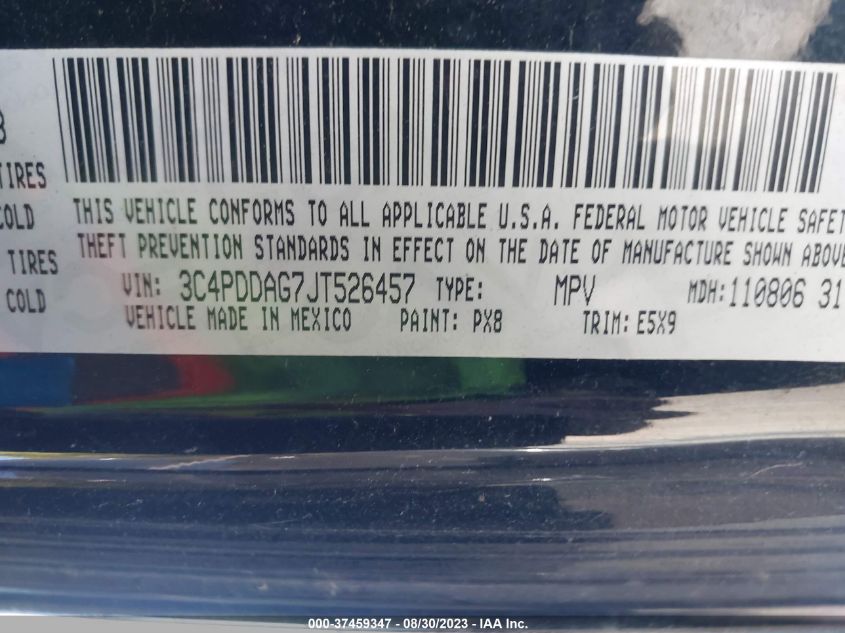 8
TIRES
COLD
TIRES
COLD
THIS VEHICLE CONFORMS TO ALL APPLICABLE U.S.A. FEDERAL MOTOR VEHICLE SAFET
THEFT PREVENTION STANDARDS IN EFFECT ON THE DATE OF MANUFACTURE SHOWN ABOVE
VIN: 3C4PDDAG7JT526457 TYPE: MPV MDH:110806 31
VEHICLE MADE IN MEXICO PAINT: PX8 TRIM: E5X9
000-37459347 - 08/30/2023 - IAA Inc.